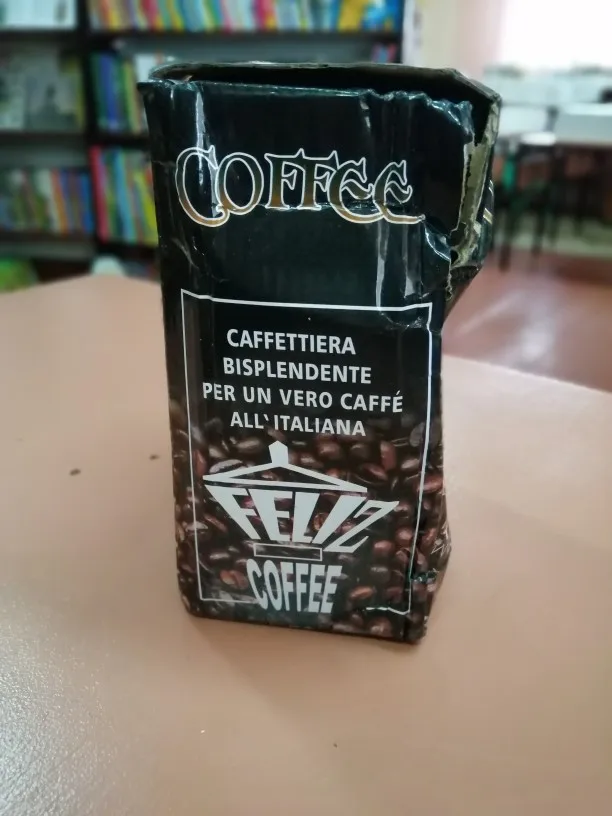 COFFEE
CAFFETTIERA
BISPLENDENTE
PER UN VERO CAFFÉ
ALL'ITALIANA
FELIZ
COFFEE